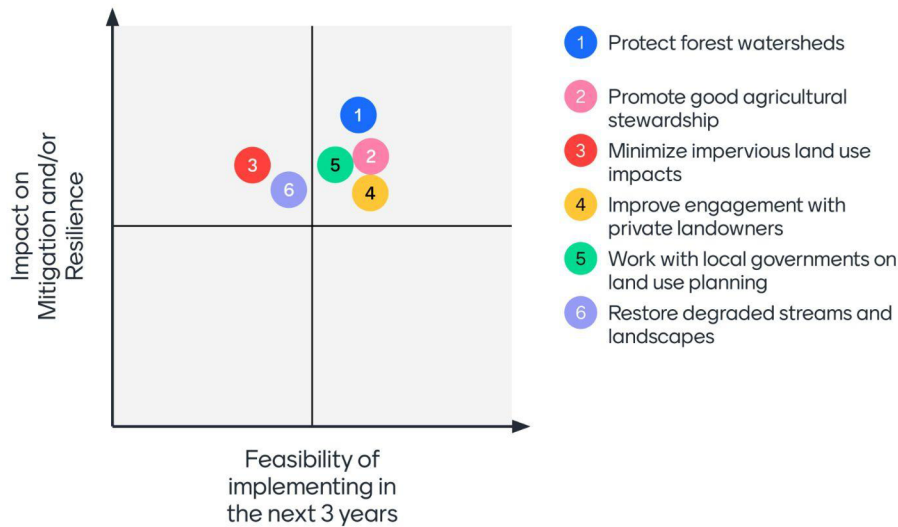 Impact on
Mitigation and/or
Resilience
1
2
5
3
6
4
Feasibility of
implementing in
the next 3 years
1 Protect forest watersheds
2 Promote good agricultural
stewardship
3 Minimize impervious land use
impacts
4 Improve engagement with
private landowners
5 Work with local governments on
land use planning
6 Restore degraded streams and
landscapes